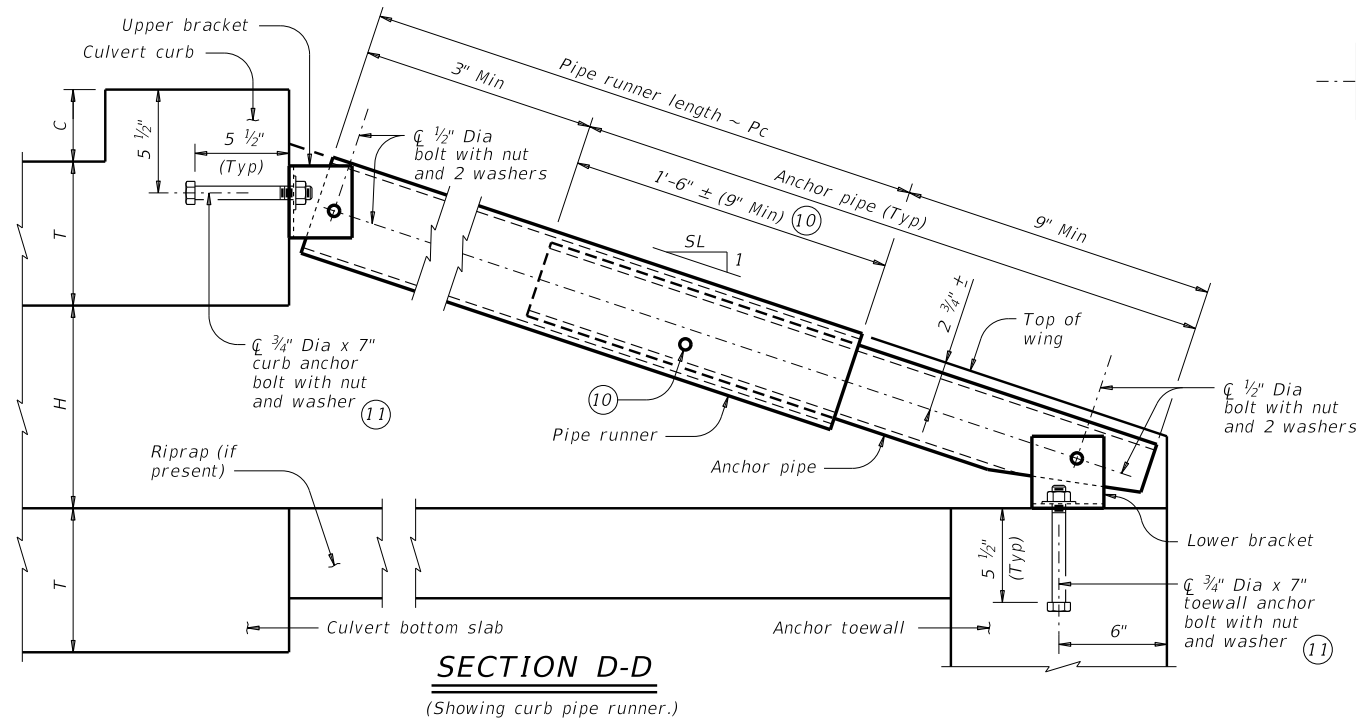 Upper bracket
Culvert curb
C
5 ½"
5 ½"
(Typ)
T
H
T
3" Min
Pipe runner length ~ Pc
℄ ½" Dia
bolt with nut
and 2 washers
Anchor pipe (Typ)
1'-6" ± (9" Min) 10
9" Min
SL
1
2 ¾" ±
Top of
wing
℄ ½" Dia
bolt with nut
and 2 washers
℄ ¾" Dia x 7"
curb anchor
bolt with nut
and washer 11
10
Pipe runner
Anchor pipe
Riprap (if
present)
Lower bracket
5 ½"
(Typ)
℄ ¾" Dia x 7"
toewall anchor
bolt with nut
and washer 11
6"
Culvert bottom slab
Anchor toewall
SECTION D-D
(Showing curb pipe runner.)